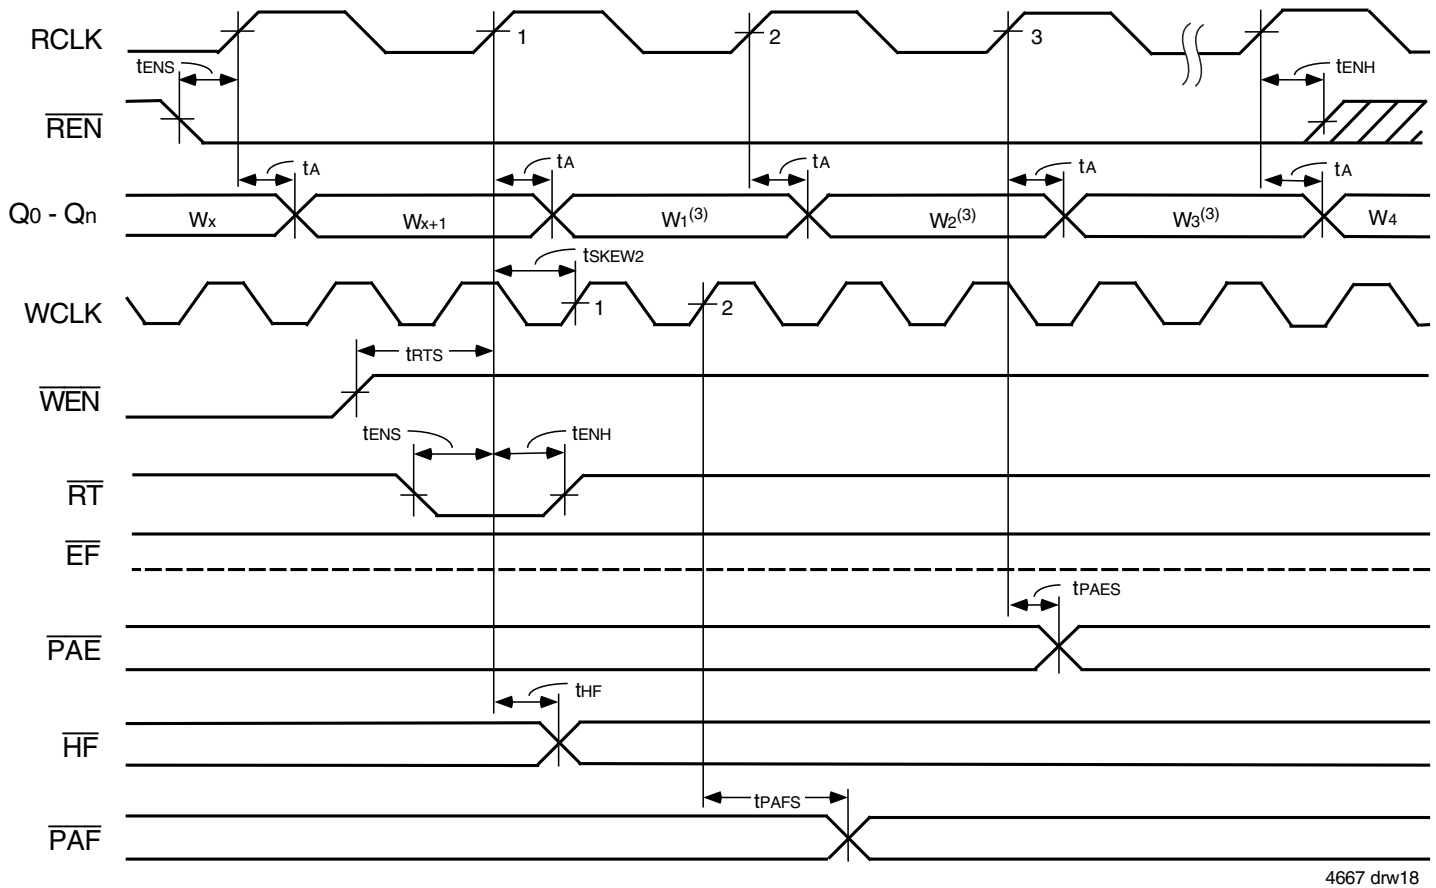 RCLK 1 2 3
tENS tENH
REN
tA tA tA tA tA
Q0 - Qn Wx Wx+1 W1(3) W2(3) W3(3) W4
tSKEW2
WCLK 1 2
tRTS
WEN
tENS tENH
RT
EF
tPAES
PAE
tHF
HF
tPAFS
PAF
4667 drw18